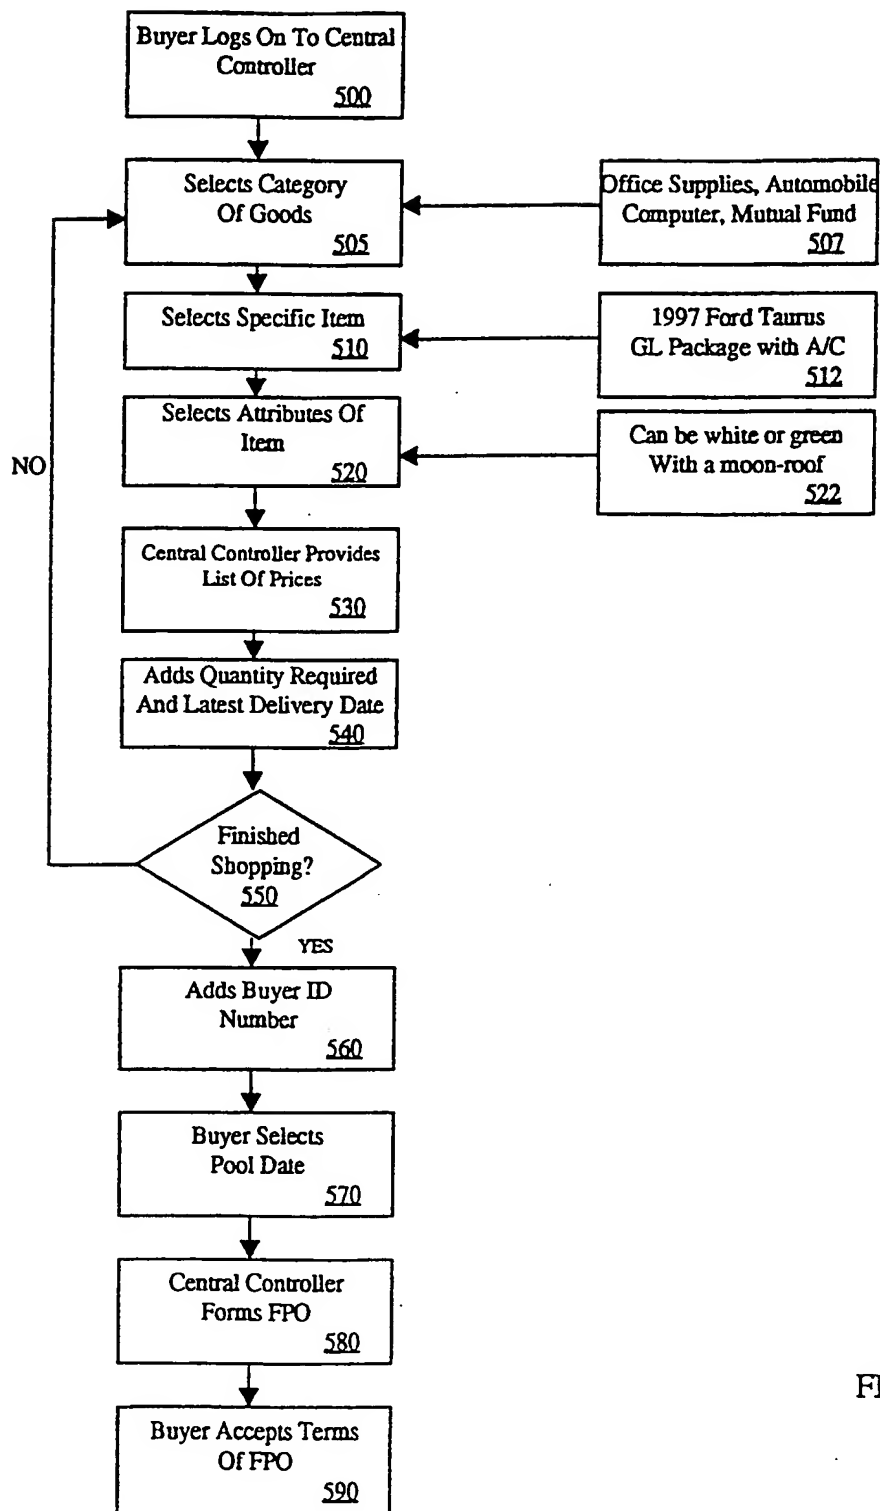 Buyer Logs On To Central
Controller
500
Selects Category
Of Goods
505
Office Supplies, Automobile
Computer, Mutual Fund
507
Selects Specific Item
510
1997 Ford Taurus
GL Package with A/C
512
Selects Attributes Of
Item
520
Can be white or green
With a moon-roof
522
NO
Central Controller Provides
List Of Prices
530
Adds Quantity Required
And Latest Delivery Date
540
Finished
Shopping?
550
YES
Adds Buyer ID
Number
560
Buyer Selects
Pool Date
570
Central Controller
Forms FPO
580
Buyer Accepts Terms
Of FPO
590